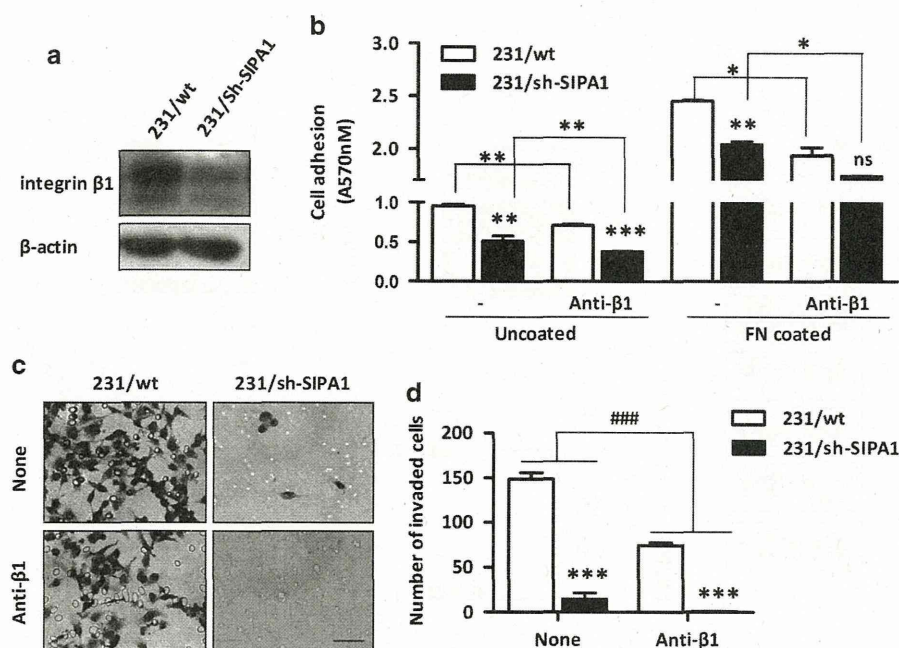 a
231/wt
231/Sh-SIPA1
integrin β1
β-actin
b
231/wt
231/sh-SIPA1
Cell adhesion
(A570nM)
3.0
2.5
2.0
1.0
0.5
0.0
**
**
**
***
*
*
**
ns
- Anti-β1 - Anti-β1
Uncoated FN coated
c
231/wt 231/sh-SIPA1
None
Anti-β1
d
231/wt
231/sh-SIPA1
Number of invaded cells
200
150
100
50
0
###
***
***
None Anti-β1